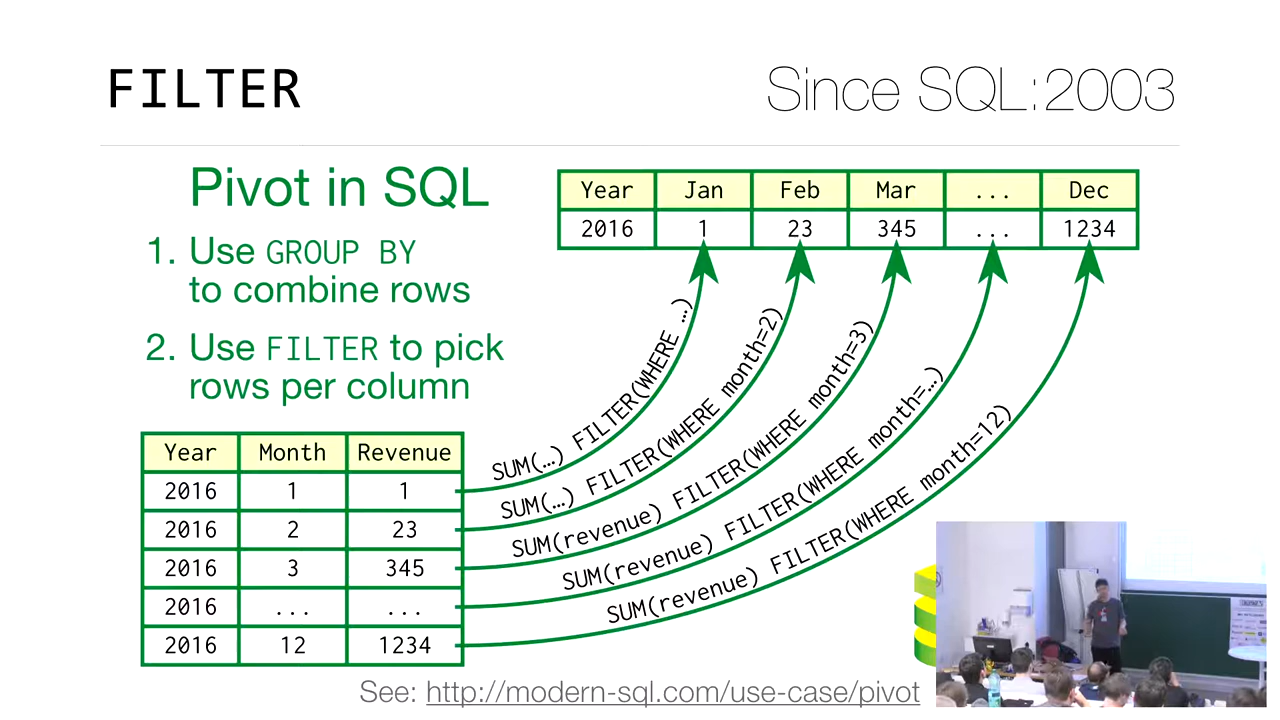 FILTER
Since SQL:2003
Pivot in SQL
1. Use GROUP BY
to combine rows
2. Use FILTER to pick
rows per column
Year Jan Feb Mar ... Dec
2016 1 23 345 ... 1234
SUM(…) FILTER(WHERE …)
SUM(…) FILTER(WHERE month=2)
SUM(revenue) FILTER(WHERE month=3)
SUM(revenue) FILTER(WHERE month=…)
SUM(revenue) FILTER(WHERE month=12)
Year Month Revenue
2016 1 1
2016 2 23
2016 3 345
2016 ... ...
2016 12 1234
See: http://modern-sql.com/use-case/pivot